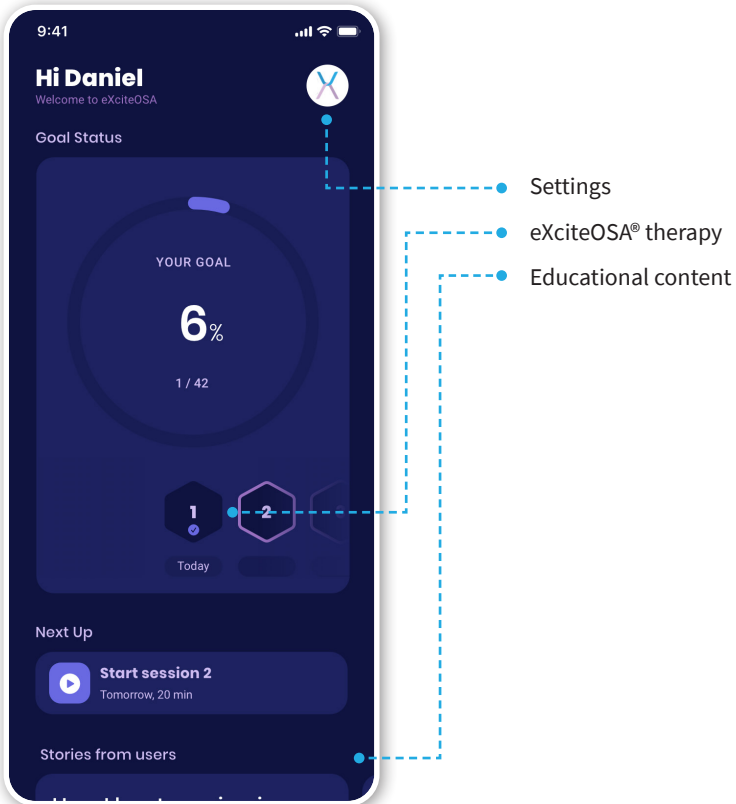 9:41
Hi Daniel
Welcome to eXciteOSA
Goal Status
YOUR GOAL
6%
1 / 42
1
2
Today
Next Up
Start session 2
Tomorrow, 20 min
Stories from users
Settings
eXciteOSA® therapy
Educational content